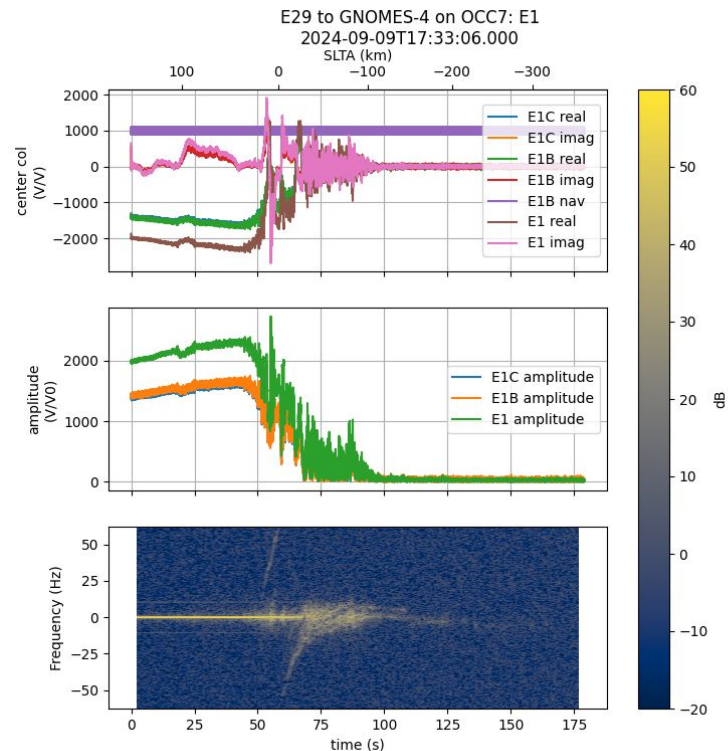 E29 to GNOMES-4 on OCC7: E1
2024-09-09T17:33:06.000
SLTA (km)
100 0 −100 −200 −300
2000
1000
0
−1000
−2000
center col
(V/V)
E1C real
E1C imag
E1B real
E1B imag
E1B nav
E1 real
E1 imag
2000
1000
0
amplitude
(V/V0)
E1C amplitude
E1B amplitude
E1 amplitude
50
25
0
−25
−50
Frequency (Hz)
0 25 50 75 100 125 150 175
time (s)
60
50
40
30
20
10
0
−10
−20
dB